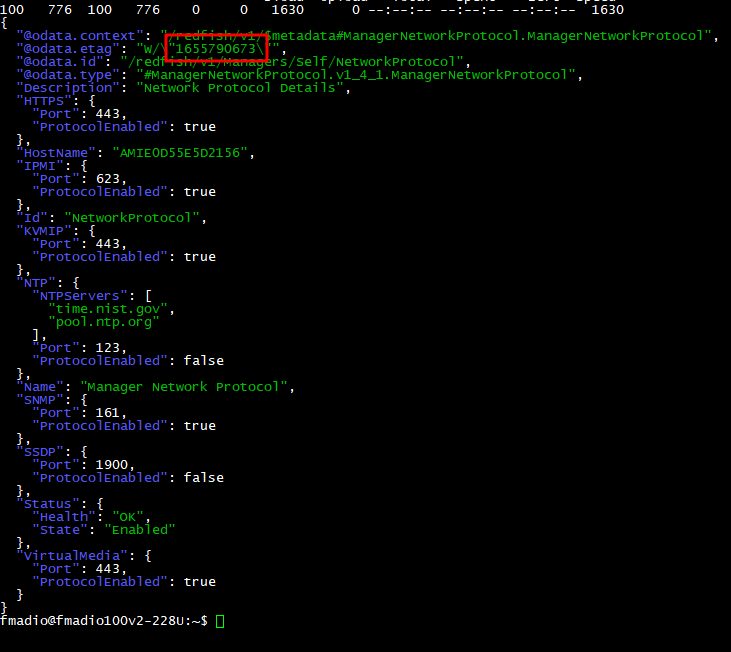 100   776  100   776    0     0   1630      0 --:--:-- --:--:-- --:--:--  1630
{
  "@odata.context": "/redfish/v1/$metadata#ManagerNetworkProtocol.ManagerNetworkProtocol",
  "@odata.etag": "W/\"1655790673\"",
  "@odata.id": "/redfish/v1/Managers/Self/NetworkProtocol",
  "@odata.type": "#ManagerNetworkProtocol.v1_4_1.ManagerNetworkProtocol",
  "Description": "Network Protocol Details",
  "HTTPS": {
    "Port": 443,
    "ProtocolEnabled": true
  },
  "HostName": "AMIE0D55E5D2156",
  "IPMI": {
    "Port": 623,
    "ProtocolEnabled": true
  },
  "Id": "NetworkProtocol",
  "KVMIP": {
    "Port": 443,
    "ProtocolEnabled": true
  },
  "NTP": {
    "NTPServers": [
      "time.nist.gov",
      "pool.ntp.org"
    ],
    "Port": 123,
    "ProtocolEnabled": false
  },
  "Name": "Manager Network Protocol",
  "SNMP": {
    "Port": 161,
    "ProtocolEnabled": true
  },
  "SSDP": {
    "Port": 1900,
    "ProtocolEnabled": false
  },
  "Status": {
    "Health": "OK",
    "State": "Enabled"
  },
  "VirtualMedia": {
    "Port": 443,
    "ProtocolEnabled": true
  }
}
fmadio@fmadio100v2-228U:~$